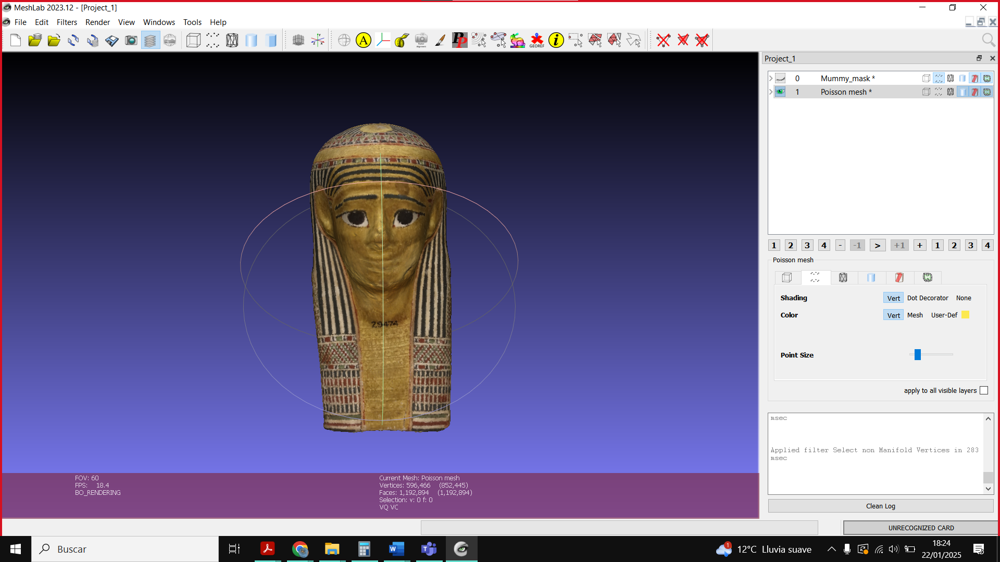 MeshLab 2023.12 - [Project_1]
File Edit Filters Render View Windows Tools Help
A
PP
GEOREF
i
Project_1
0 Mummy_mask *
1 Poisson mesh *
1 2 3 4 - -1 > +1 + 1 2 3 4
Poisson mesh
Shading Vert Dot Decorator None
Color Vert Mesh User-Def
Point Size
apply to all visible layers
29474
msec
Applied filter Select non Manifold Vertices in 283
msec
Clean Log
FOV: 60
FPS: 18.4
BO_RENDERING
Current Mesh: Poisson mesh
Vertices: 596,466 (852,445)
Faces: 1,192,894 (1,192,894)
Selection: v: 0 f: 0
VQ VC
UNRECOGNIZED CARD
Buscar
1
12°C Lluvia suave
18:24
22/01/2025